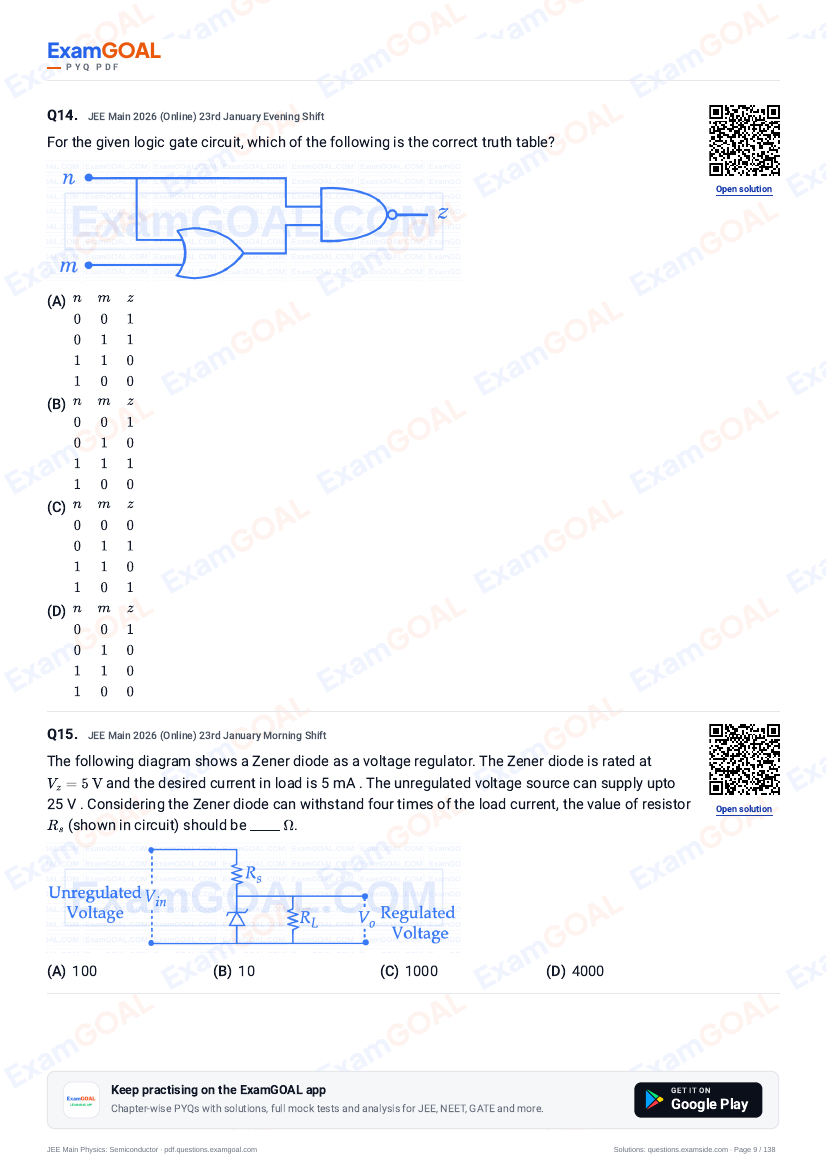 ExamGOAL
PYQ PDF
Q14. JEE Main 2026 (Online) 23rd January Evening Shift
For the given logic gate circuit, which of the following is the correct truth table?
Open solution
n
z
m
ExamGOAL.COM
(A) n m z
0 0 1
0 1 1
1 1 0
1 0 0
(B) n m z
0 0 1
0 1 0
1 1 1
1 0 0
(C) n m z
0 0 0
0 1 1
1 1 0
1 0 1
(D) n m z
0 0 1
0 1 0
1 1 0
1 0 0
Q15. JEE Main 2026 (Online) 23rd January Morning Shift
The following diagram shows a Zener diode as a voltage regulator. The Zener diode is rated at
V_z = 5 V and the desired current in load is 5 mA . The unregulated voltage source can supply upto
25 V . Considering the Zener diode can withstand four times of the load current, the value of resistor
R_s (shown in circuit) should be ____ Ω.
Open solution
R_s
Unregulated V_in
Voltage
R_L
V_o Regulated
Voltage
ExamGOAL.COM
(A) 100 (B) 10 (C) 1000 (D) 4000
Keep practising on the ExamGOAL app
Chapter-wise PYQs with solutions, full mock tests and analysis for JEE, NEET, GATE and more.
GET IT ON
Google Play
JEE Main Physics: Semiconductor · pdf.questions.examgoal.com
Solutions: questions.examside.com · Page 9 / 138